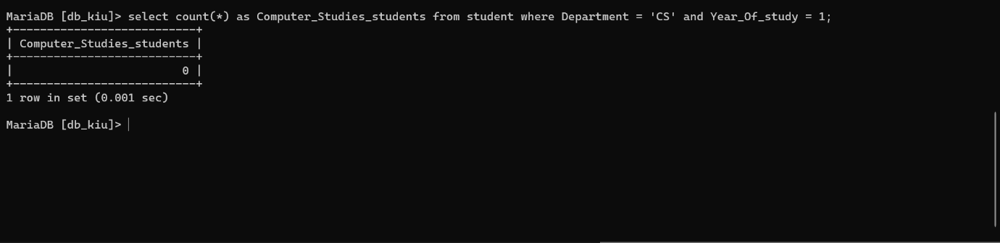 MariaDB [db_kiu]> select count(*) as Computer_Studies_students from student where Department = 'CS' and Year_Of_study = 1;
+---------------------------+
| Computer_Studies_students |
+---------------------------+
|                         0 |
+---------------------------+
1 row in set (0.001 sec)
MariaDB [db_kiu]>